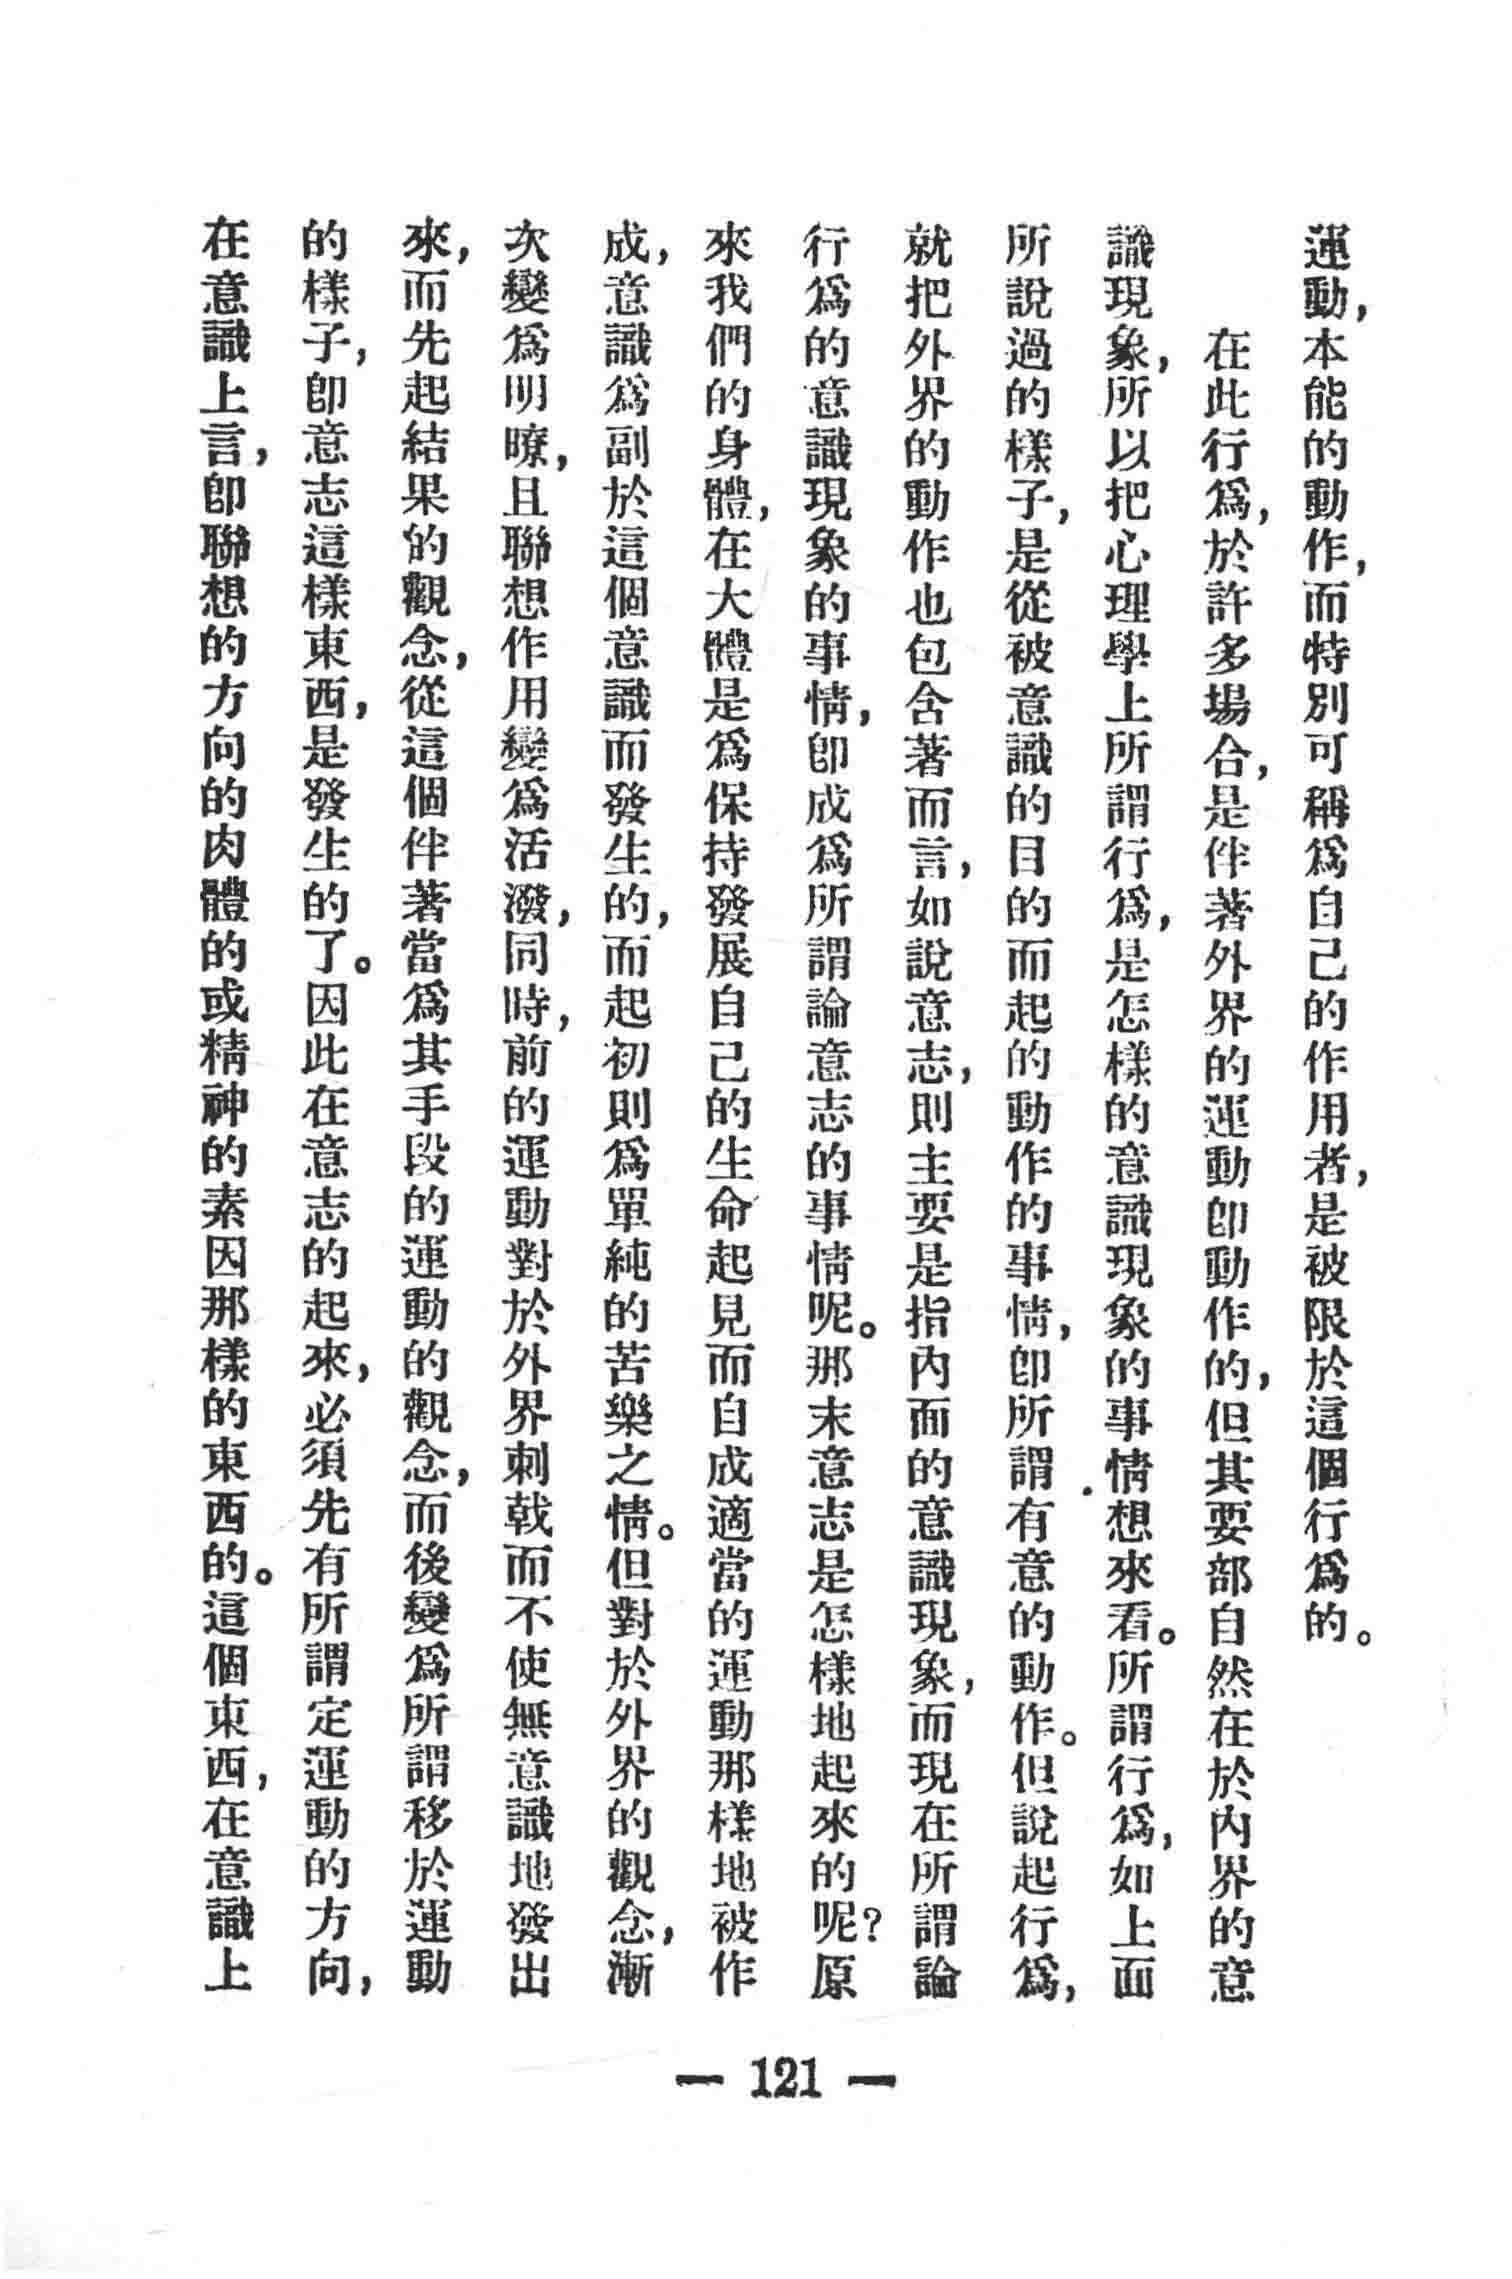 運動，本能的動作，而特別可稱爲自己的作用者，是被限於這個行爲的。
在此行爲，於許多場合，是伴著外界的運動卽動作的，但其要部自然在於內界的意
識現象，所以把心理學上所謂行爲，是怎樣的意識現象的事情想來看。所謂行爲，如上面
所說過的樣子，是從被意識的目的而起的動作的事情，卽所謂有意的動作。但說起行爲，
就把外界的動作也包含著而言，如說意志，則主要是指內面的意識現象，而現在所謂論
行爲的意識現象的事情，卽成爲所謂論意志的事情呢。那末意志是怎樣地起來的呢？原
來我們的身體，在大體是爲保持發展自己的生命起見而自成適當的運動那樣地被作
成，意識爲副於這個意識而發生的，而起初則爲單純的苦樂之情。但對於外界的觀念，漸
次變爲明瞭，且聯想作用變爲活潑，同時，前的運動對於外界刺戟而不使無意識地發出
來，而先起結果的觀念，從這個伴著當爲其手段的運動的觀念，而後變爲所謂移於運動
的樣子，卽意志這樣東西，是發生的了。因此在意志的起來，必須先有所謂定運動的方向，
在意識上言，卽聯想的方向的肉體的或精神的素因那樣的東西的。這個東西，在意識上
— 121 —